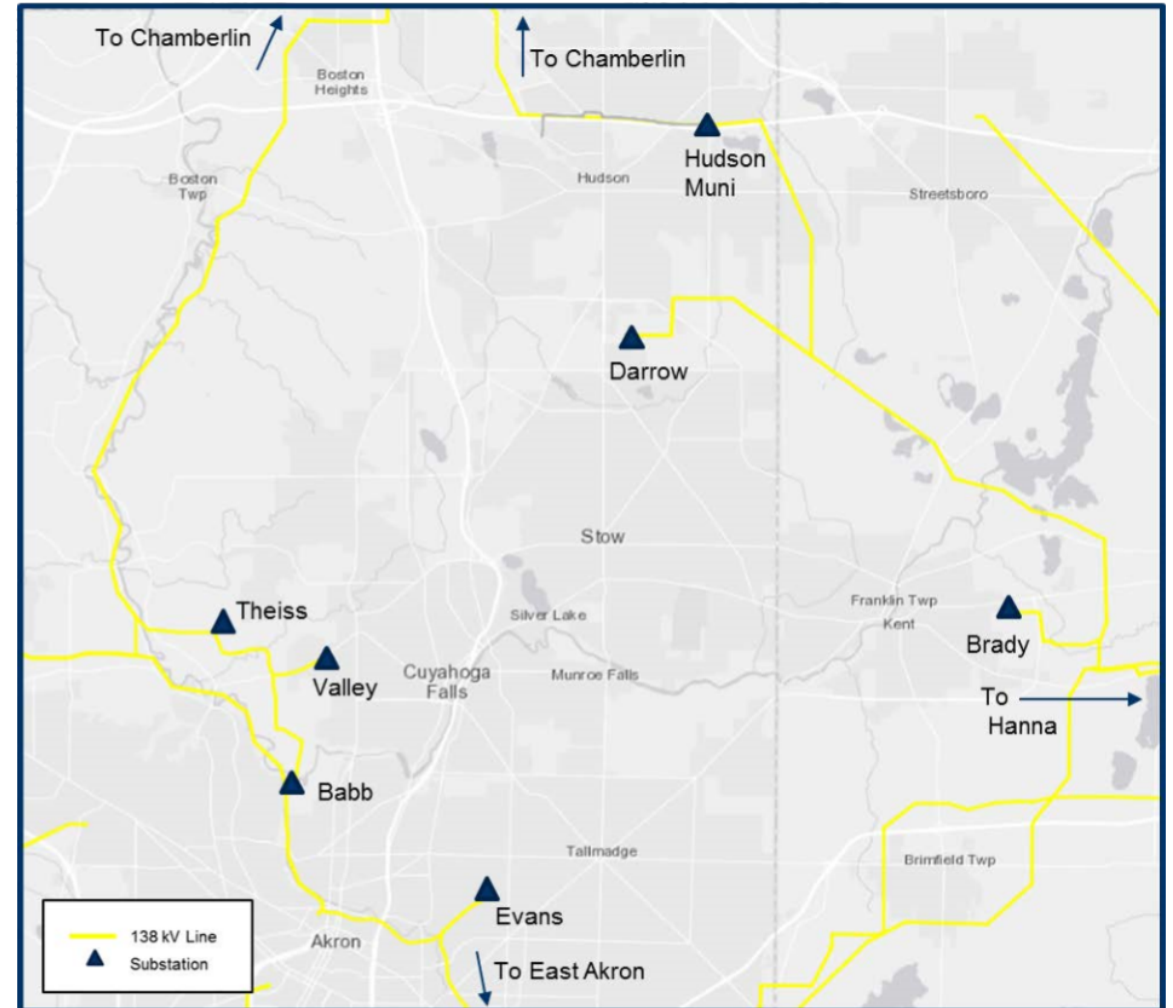 To Chamberlin
To Chamberlin
Boston
Heights
Hudson
Muni
Boston
Twp
Hudson
Streetsboro
Darrow
Stow
Theiss
Silver Lake
Franklin Twp
Kent
Brady
Valley
Cuyahoga
Falls
Munroe Falls
To
Hanna
Babb
Tallmadge
Brimfield Twp
Evans
138 kV Line
Substation
Akron
To East Akron